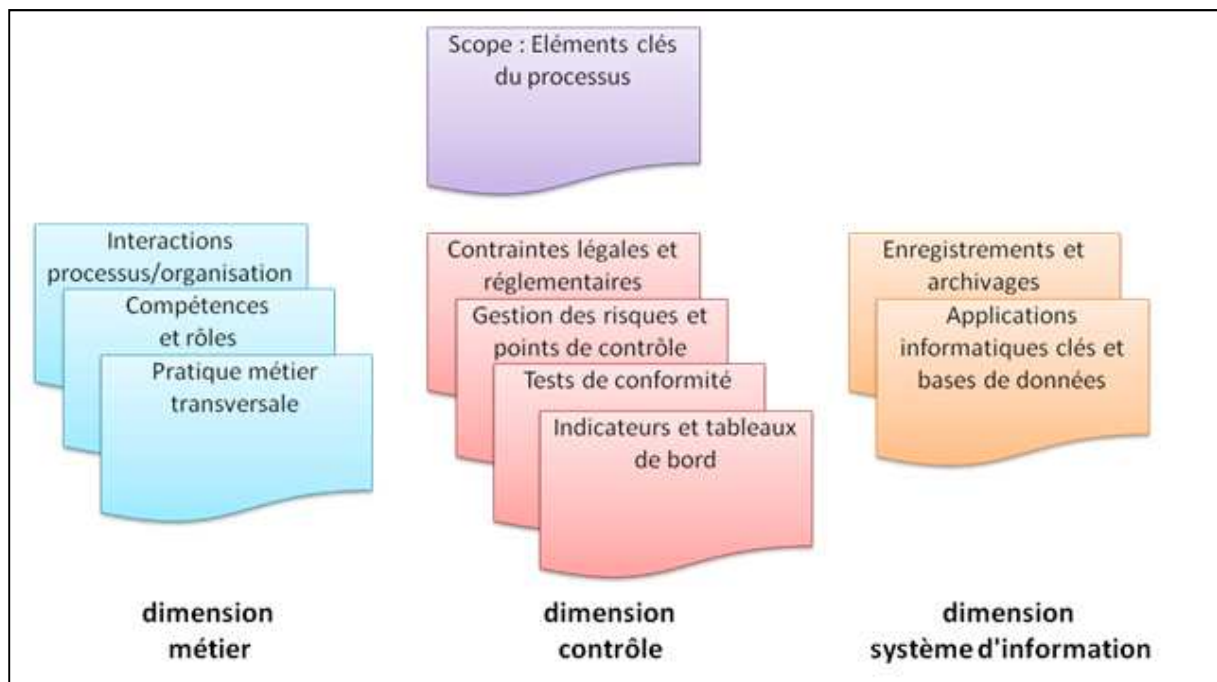 Scope : Eléments clés
du processus
Interactions
processus/organisation
Compétences
et rôles
Pratique métier
transversale
Contraintes légales et
réglementaires
Gestion des risques et
points de contrôle
Tests de conformité
Indicateurs et tableaux
de bord
Enregistrements et
archivages
Applications
informatiques clés et
bases de données
dimension
métier
dimension
contrôle
dimension
système d'information